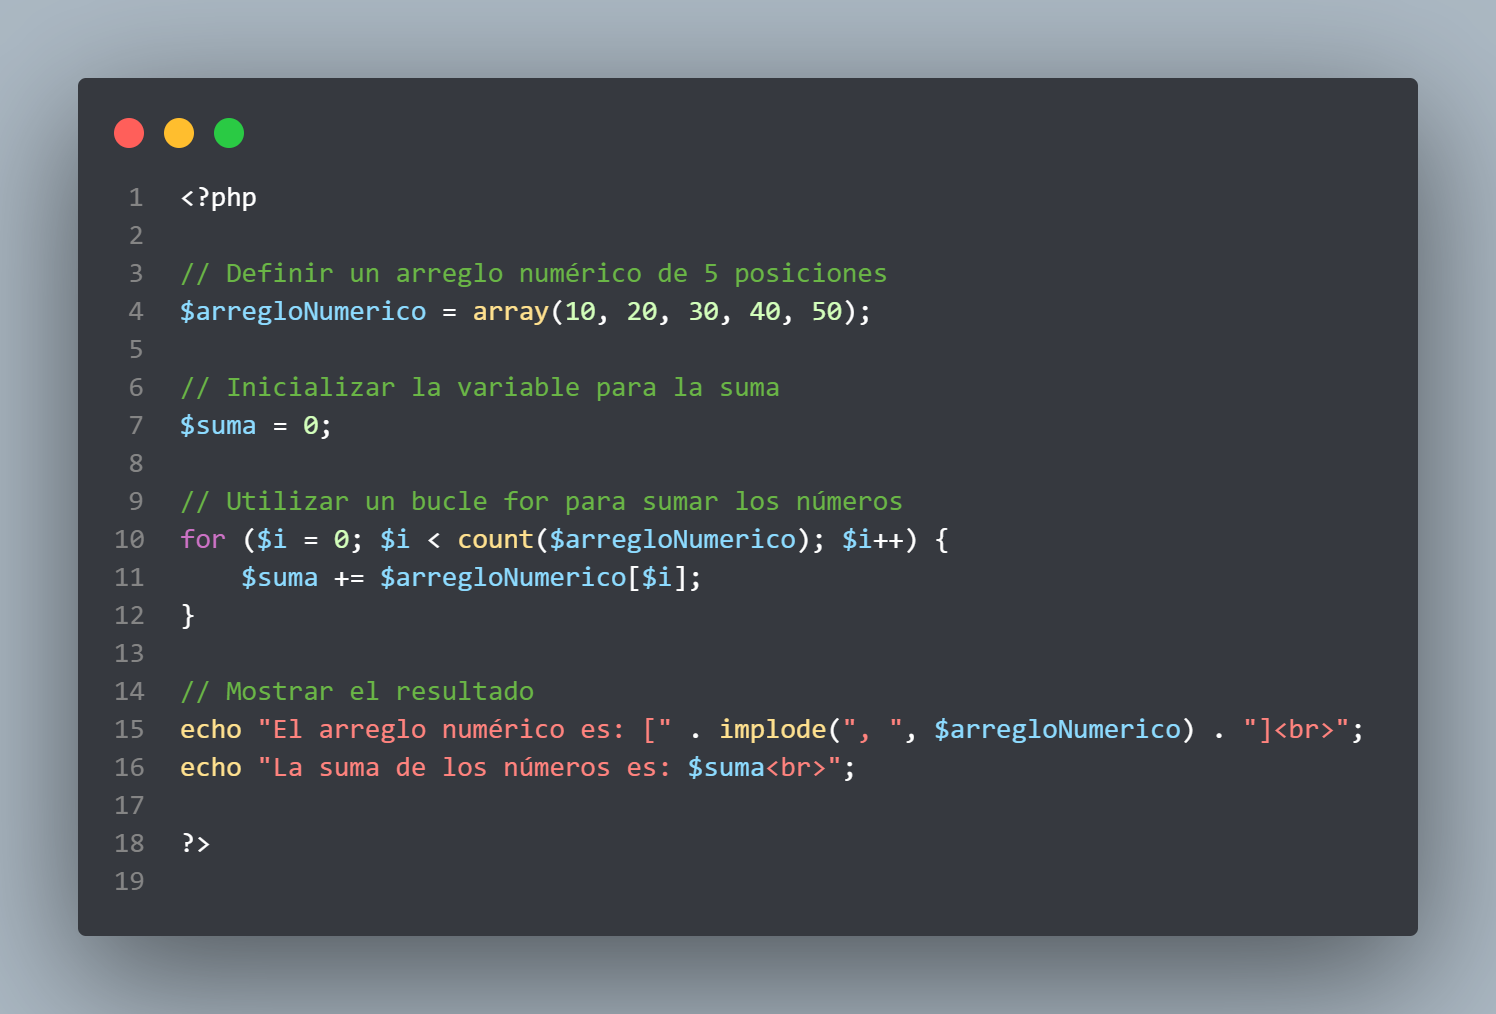 1 <?php
2
3 // Definir un arreglo numérico de 5 posiciones
4 $arregloNumerico = array(10, 20, 30, 40, 50);
5
6 // Inicializar la variable para la suma
7 $suma = 0;
8
9 // Utilizar un bucle for para sumar los números
10 for ($i = 0; $i < count($arregloNumerico); $i++) {
11     $suma += $arregloNumerico[$i];
12 }
13
14 // Mostrar el resultado
15 echo "El arreglo numérico es: [" . implode(", ", $arregloNumerico) . "]<br>";
16 echo "La suma de los números es: $suma<br>";
17
18 ?>
19